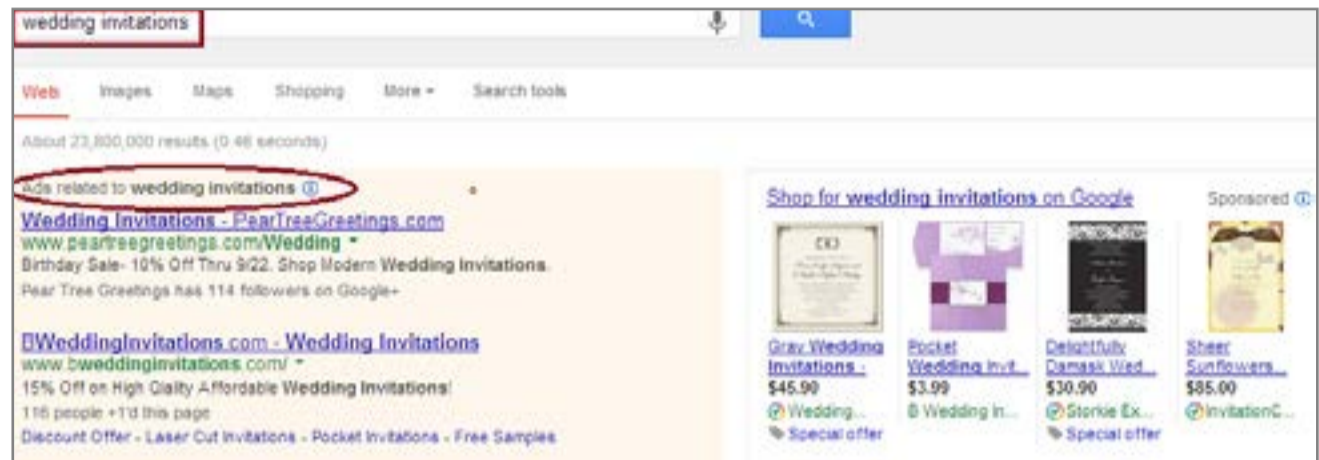 wedding invitations
Web Images Maps Shopping More Search tools
About 23,800,000 results (0.46 seconds)
Ads related to wedding invitations
Wedding Invitations - PearTreeGreetings.com
www.peartreegreetings.com/Wedding
Birthday Sale- 10% Off Thru 9/22. Shop Modern Wedding Invitations.
Pear Tree Greetings has 114 followers on Google+
BWeddingInvitations.com - Wedding Invitations
www.bweddinginvitations.com/
15% Off on High Qiality Affordable Wedding Invitations!
116 people +1'd this page
Discount Offer - Laser Cut Invitations - Pocket Invitations - Free Samples
Shop for wedding invitations on Google Sponsored
Gray Wedding
Invitations -
$45.90
Wedding...
Special offer
Pocket
Wedding Invit...
$3.99
B Wedding In...
Delightfully
Damask Wed...
$30.90
Storkie Ex...
Special offer
Sheer
Sunflowers...
$85.00
InvitationC...